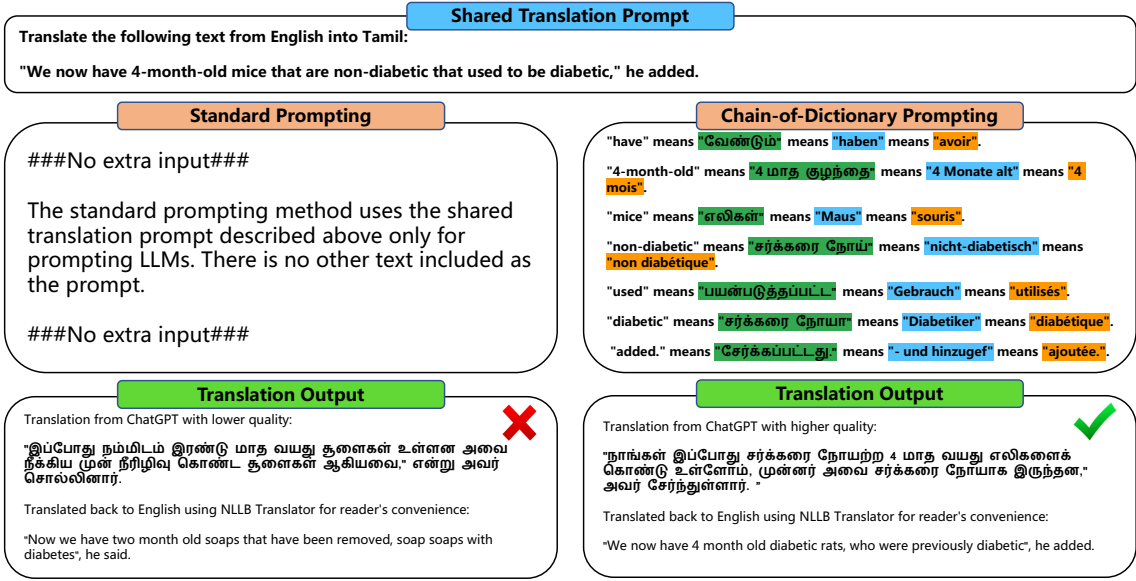 Shared Translation Prompt
Translate the following text from English into Tamil:
"We now have 4-month-old mice that are non-diabetic that used to be diabetic," he added.
Standard Prompting
###No extra input###
The standard prompting method uses the shared
translation prompt described above only for
prompting LLMs. There is no other text included as
the prompt.
###No extra input###
Chain-of-Dictionary Prompting
"have" means "வேண்டும்" means "haben" means "avoir".
"4-month-old" means "4 மாத குழந்தை" means "4 Monate alt" means "4
mois".
"mice" means "எலிகள்" means "Maus" means "souris".
"non-diabetic" means "சர்க்கரை நோய்" means "nicht-diabetisch" means
"non diabétique".
"used" means "பயன்படுத்தப்பட்ட" means "Gebrauch" means "utilisés".
"diabetic" means "சர்க்கரை நோயா" means "Diabetiker" means "diabétique".
"added." means "சேர்க்கப்பட்டது." means "- und hinzugef" means "ajoutée.".
Translation Output
Translation from ChatGPT with lower quality:
"இப்போது நம்மிடம் இரண்டு மாத வயது சூளைகள் உள்ளன அவை
நீக்கிய முன் நீரிழிவு கொண்ட சூளைகள் ஆகியவை," என்று அவர்
சொல்லினார்.
Translated back to English using NLLB Translator for reader's convenience:
"Now we have two month old soaps that have been removed, soap soaps with
diabetes", he said.
Translation Output
Translation from ChatGPT with higher quality:
"நாங்கள் இப்போது சர்க்கரை நோயற்ற 4 மாத வயது எலிகளைக்
கொண்டு உள்ளோம், முன்னர் அவை சர்க்கரை நோயாக இருந்தன,"
அவர் சேர்ந்துள்ளார். "
Translated back to English using NLLB Translator for reader's convenience:
"We now have 4 month old diabetic rats, who were previously diabetic", he added.